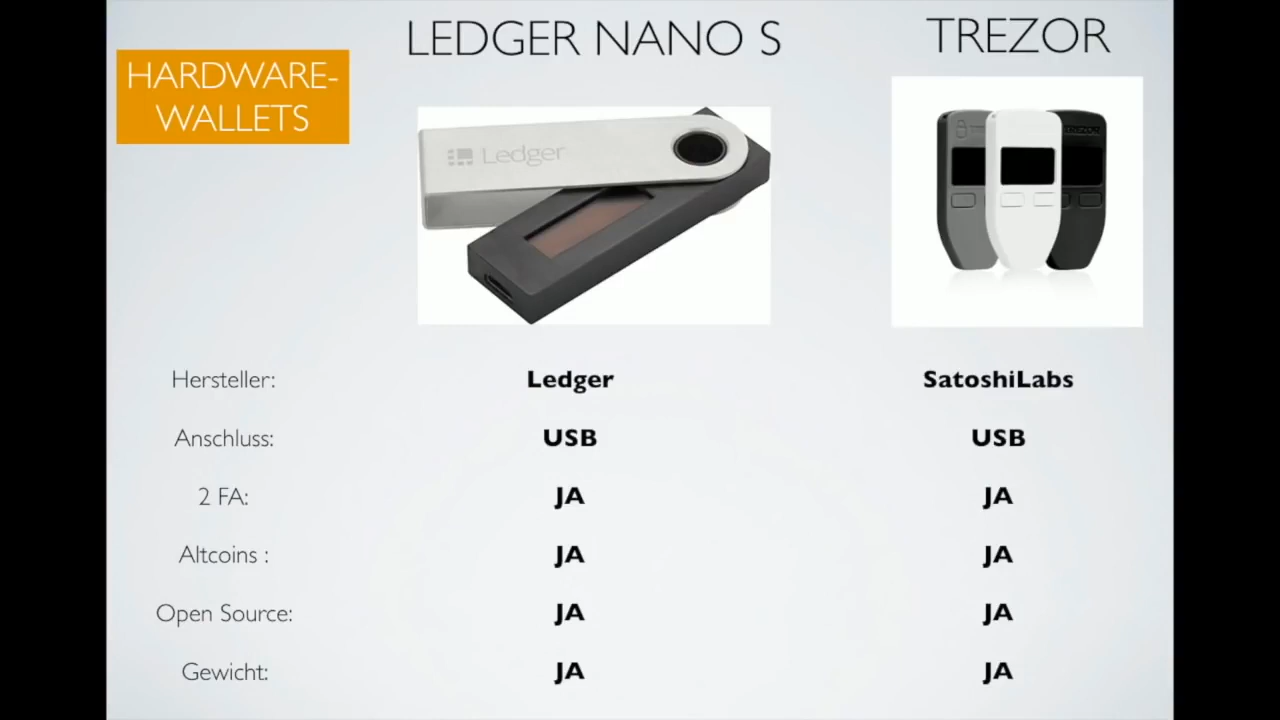 LEDGER NANO S
TREZOR
HARDWARE-
WALLETS
Ledger
TREZOR
Hersteller: Ledger SatoshiLabs
Anschluss: USB USB
2 FA: JA JA
Altcoins : JA JA
Open Source: JA JA
Gewicht: JA JA